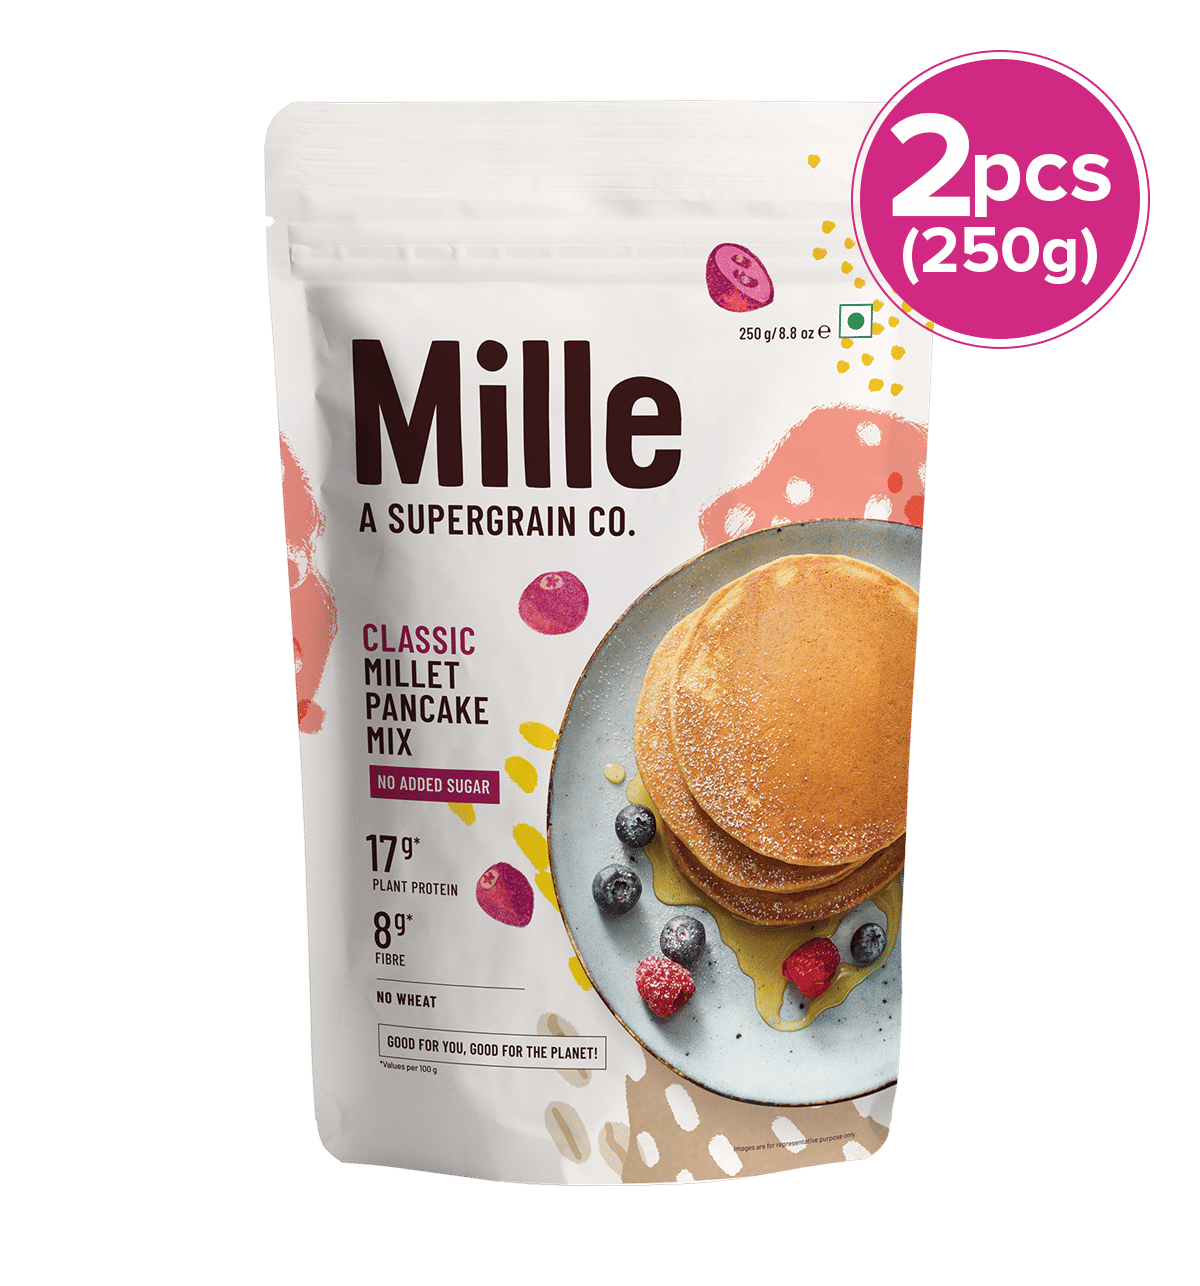 2pcs
(250g)
250 g/8.8 oz ℮
Mille
A SUPERGRAIN CO.
CLASSIC
MILLET
PANCAKE
MIX
NO ADDED SUGAR
17g*
PLANT PROTEIN
8g*
FIBRE
NO WHEAT
GOOD FOR YOU, GOOD FOR THE PLANET!
*Values per 100 g
Images are for representative purpose only.